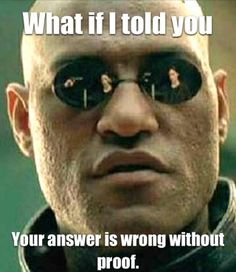 What if I told you
Your answer is wrong without
proof.